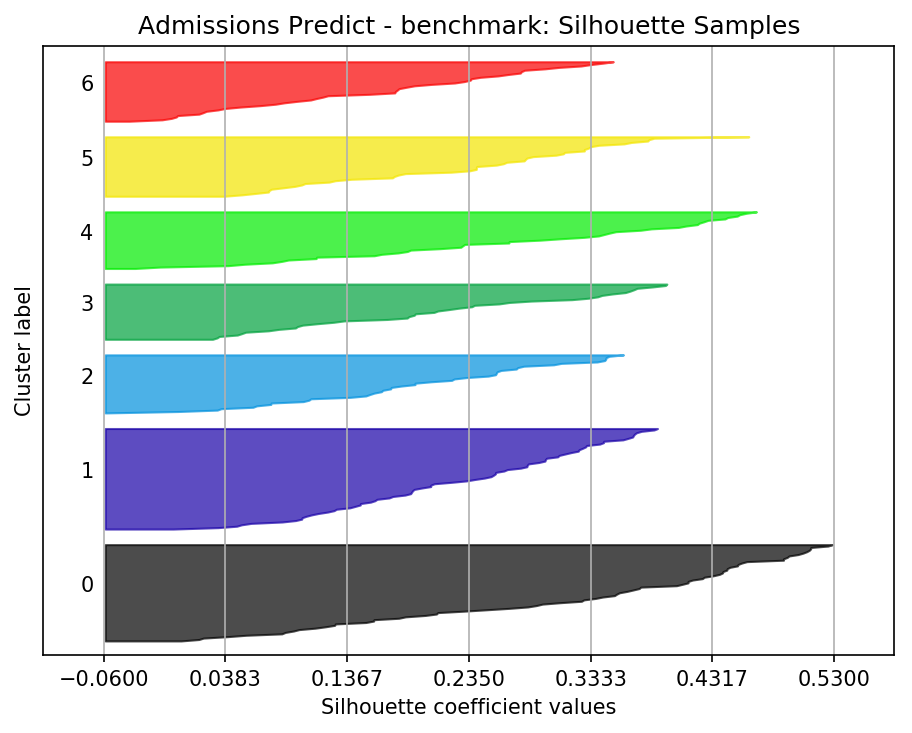 Admissions Predict - benchmark: Silhouette Samples
6
5
4
3
2
1
0
Cluster label
−0.0600 0.0383 0.1367 0.2350 0.3333 0.4317 0.5300
Silhouette coefficient values